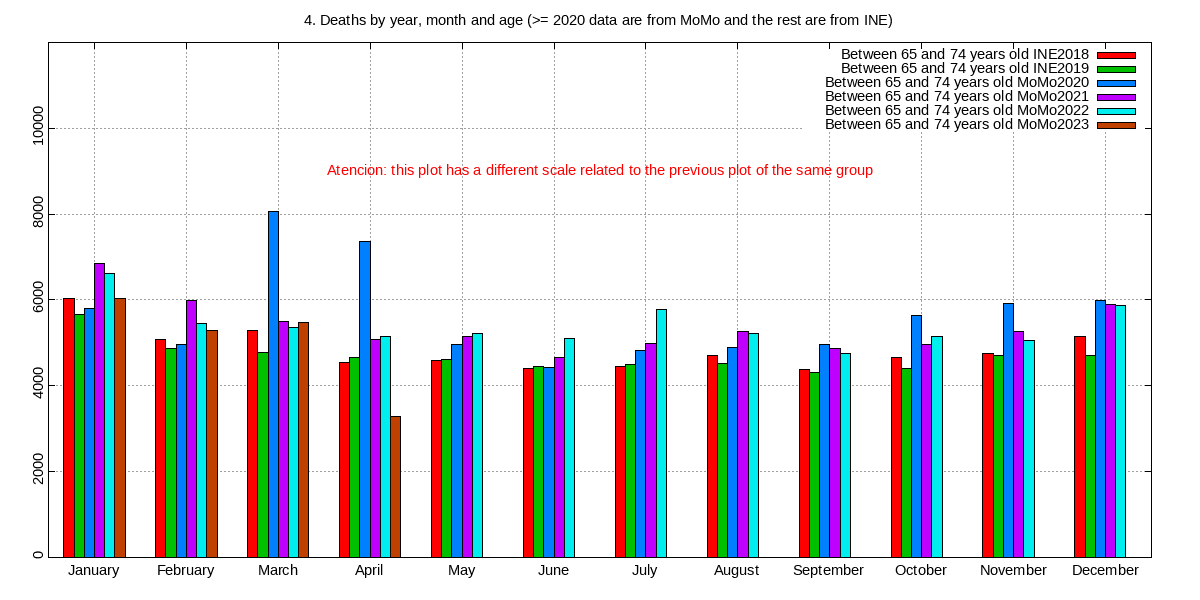 4. Deaths by year, month and age (>= 2020 data are from MoMo and the rest are from INE)
Between 65 and 74 years old INE2018
Between 65 and 74 years old INE2019
Between 65 and 74 years old MoMo2020
Between 65 and 74 years old MoMo2021
Between 65 and 74 years old MoMo2022
Between 65 and 74 years old MoMo2023
Atencion: this plot has a different scale related to the previous plot of the same group
10000
8000
6000
4000
2000
0
January February March April May June July August September October November December